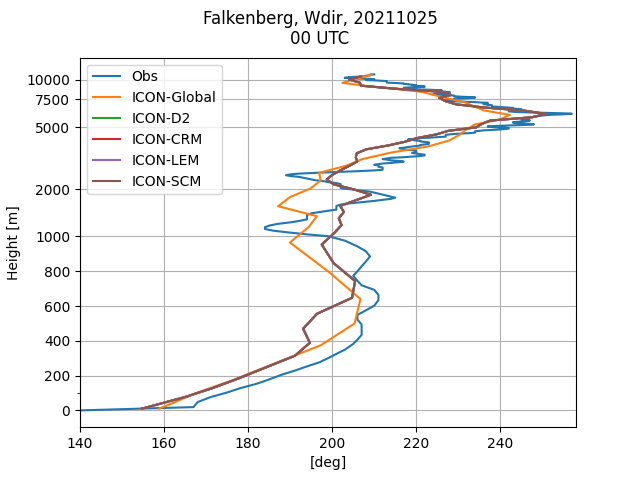 Falkenberg, Wdir, 20211025
00 UTC
Obs
ICON-Global
ICON-D2
ICON-CRM
ICON-LEM
ICON-SCM
Height [m]
10000
7500
5000
2000
1000
800
600
400
200
0
140 160 180 200 220 240
[deg]